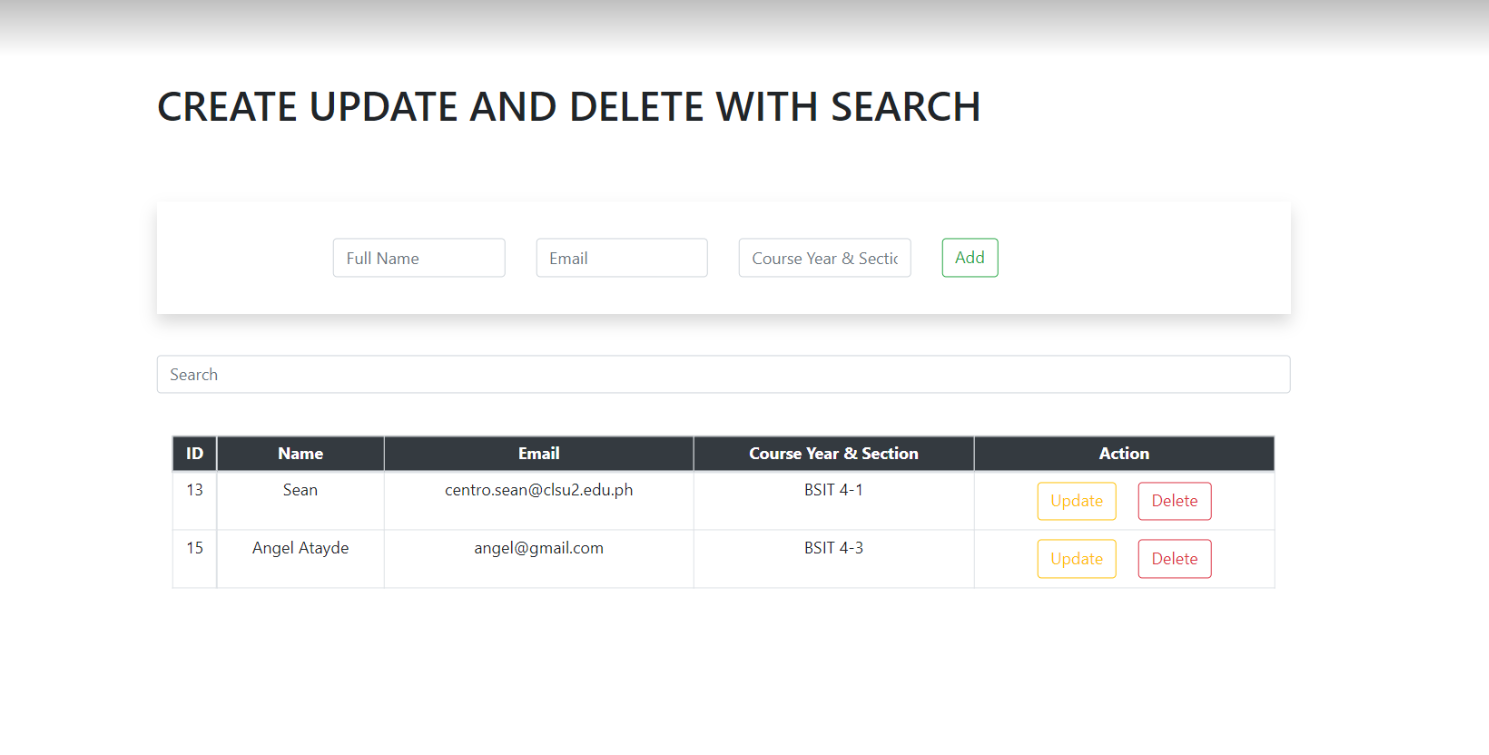 CREATE UPDATE AND DELETE WITH SEARCH
Full Name Email Course Year & Sectic Add
Search
ID Name Email Course Year & Section Action
13 Sean centro.sean@clsu2.edu.ph BSIT 4-1 Update Delete
15 Angel Atayde angel@gmail.com BSIT 4-3 Update Delete